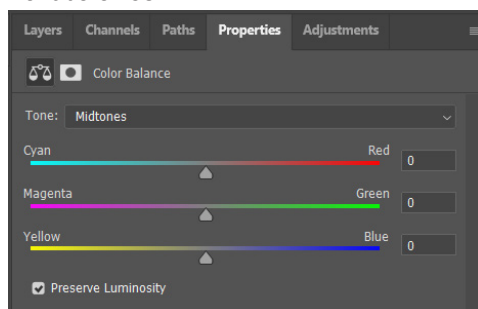 Layers Channels Paths Properties Adjustments
Color Balance
Tone: Midtones
Cyan Red 0
Magenta Green 0
Yellow Blue 0
Preserve Luminosity